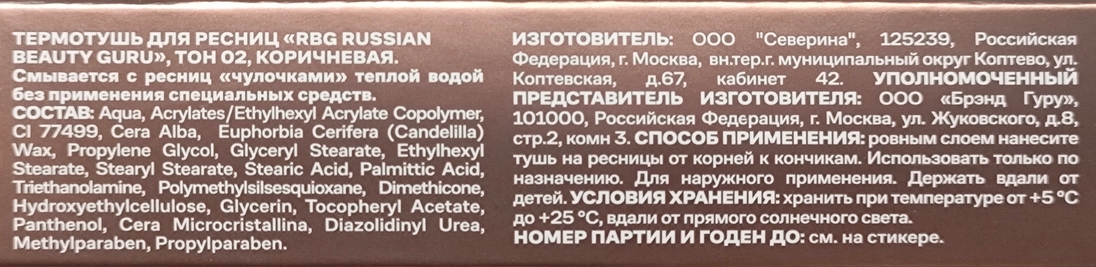 ТЕРМОТУШЬ ДЛЯ РЕСНИЦ «RBG RUSSIAN
BEAUTY GURU», ТОН 02, КОРИЧНЕВАЯ.
Смывается с ресниц «чулочками» теплой водой
без применения специальных средств.
СОСТАВ: Aqua, Acrylates/Ethylhexyl Acrylate Copolymer,
CI 77499, Cera Alba, Euphorbia Cerifera (Candelilla)
Wax, Propylene Glycol, Glyceryl Stearate, Ethylhexyl
Stearate, Stearyl Stearate, Stearic Acid, Palmittic Acid,
Triethanolamine, Polymethylsilsesquioxane, Dimethicone,
Hydroxyethylcellulose, Glycerin, Tocopheryl Acetate,
Panthenol, Cera Microcristallina, Diazolidinyl Urea,
Methylparaben, Propylparaben.
ИЗГОТОВИТЕЛЬ: ООО "Северина", 125239, Российская
Федерация, г. Москва, вн.тер.г. муниципальный округ Коптево, ул.
Коптевская, д.67, кабинет 42. УПОЛНОМОЧЕННЫЙ
ПРЕДСТАВИТЕЛЬ ИЗГОТОВИТЕЛЯ: ООО «Брэнд Гуру»,
101000, Российская Федерация, г. Москва, ул. Жуковского, д.8,
стр.2, комн 3. СПОСОБ ПРИМЕНЕНИЯ: ровным слоем нанесите
тушь на ресницы от корней к кончикам. Использовать только по
назначению. Для наружного применения. Держать вдали от
детей. УСЛОВИЯ ХРАНЕНИЯ: хранить при температуре от +5 °C
до +25 °C, вдали от прямого солнечного света.
НОМЕР ПАРТИИ И ГОДЕН ДО: см. на стикере.